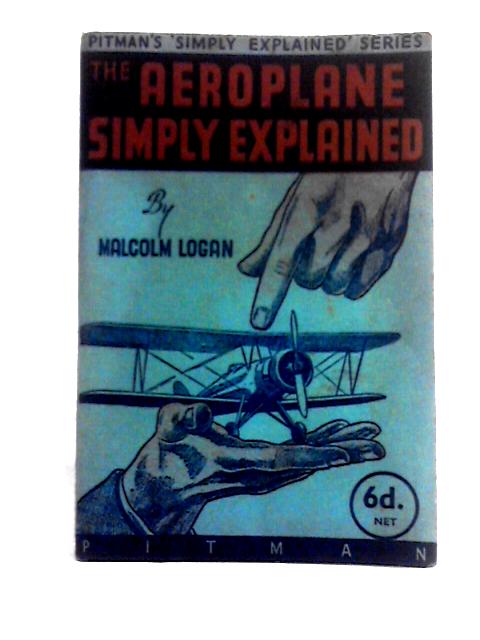 PITMAN'S 'SIMPLY EXPLAINED' SERIES
THE AEROPLANE
SIMPLY EXPLAINED
By
MALCOLM LOGAN
6d.
NET
PITMAN